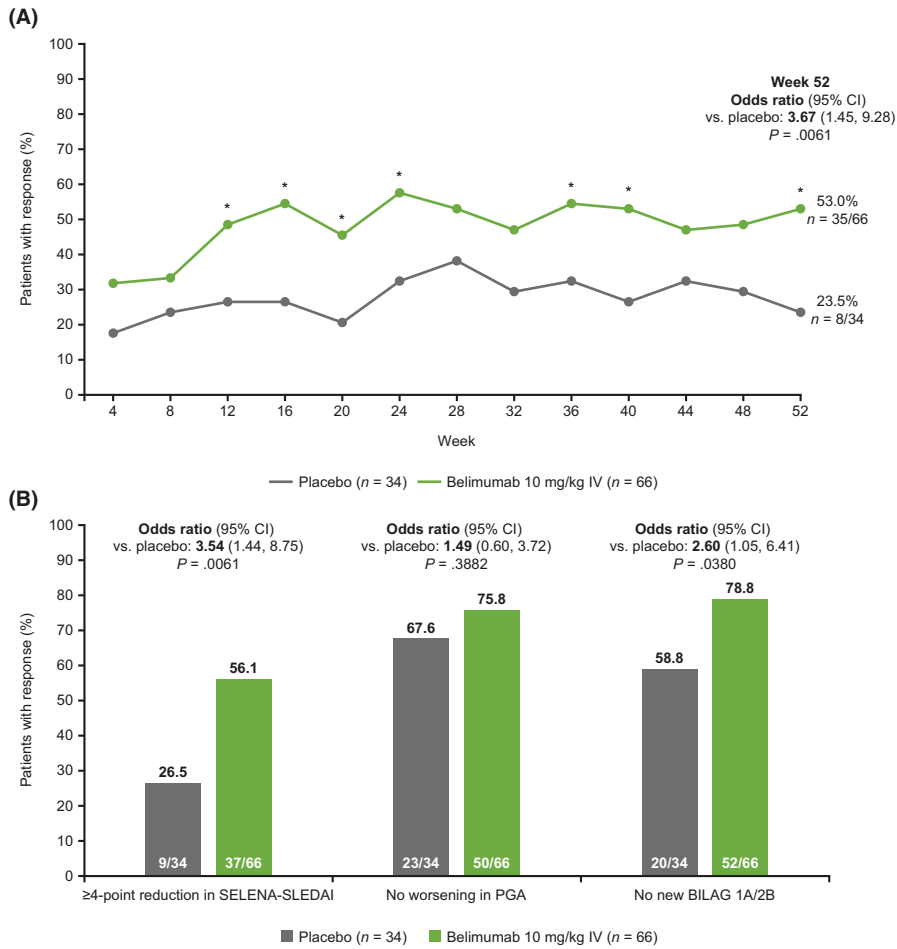 (A)
100
90
80
70
60
50
40
30
20
10
0
Patients with response (%)
Week 52
Odds ratio (95% CI)
vs. placebo: 3.67 (1.45, 9.28)
P = .0061
* * * * * * *
53.0%
n = 35/66
23.5%
n = 8/34
4 8 12 16 20 24 28 32 36 40 44 48 52
Week
Placebo (n = 34) Belimumab 10 mg/kg IV (n = 66)
(B)
100
90
80
70
60
50
40
30
20
10
0
Patients with response (%)
Odds ratio (95% CI)
vs. placebo: 3.54 (1.44, 8.75)
P = .0061
26.5
56.1
9/34 37/66
≥4-point reduction in SELENA-SLEDAI
Odds ratio (95% CI)
vs. placebo: 1.49 (0.60, 3.72)
P = .3882
67.6
75.8
23/34 50/66
No worsening in PGA
Odds ratio (95% CI)
vs. placebo: 2.60 (1.05, 6.41)
P = .0380
58.8
78.8
20/34 52/66
No new BILAG 1A/2B
Placebo (n = 34) Belimumab 10 mg/kg IV (n = 66)